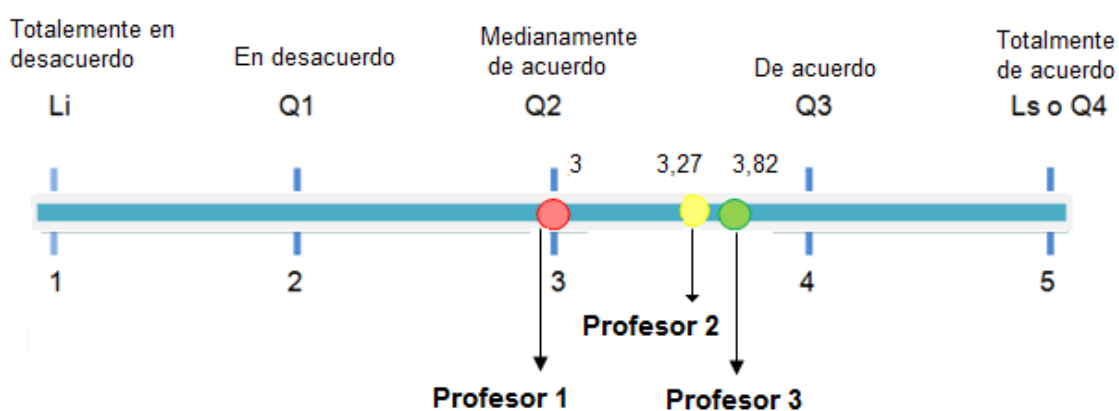 Totalemente en
desacuerdo
En desacuerdo
Medianamente
de acuerdo
De acuerdo
Totalmente
de acuerdo
Li
Q1
Q2
Q3
Ls o Q4
3
3,27
3,82
1
2
3
4
5
Profesor 2
Profesor 1
Profesor 3